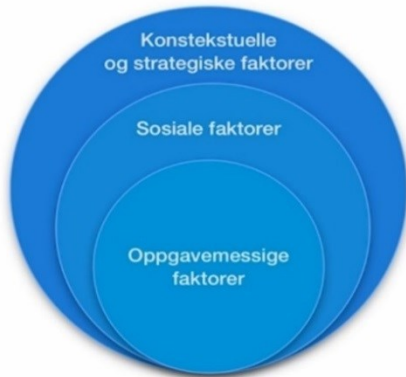 Konstekstuelle
og strategiske faktorer
Sosiale faktorer
Oppgavemessige
faktorer